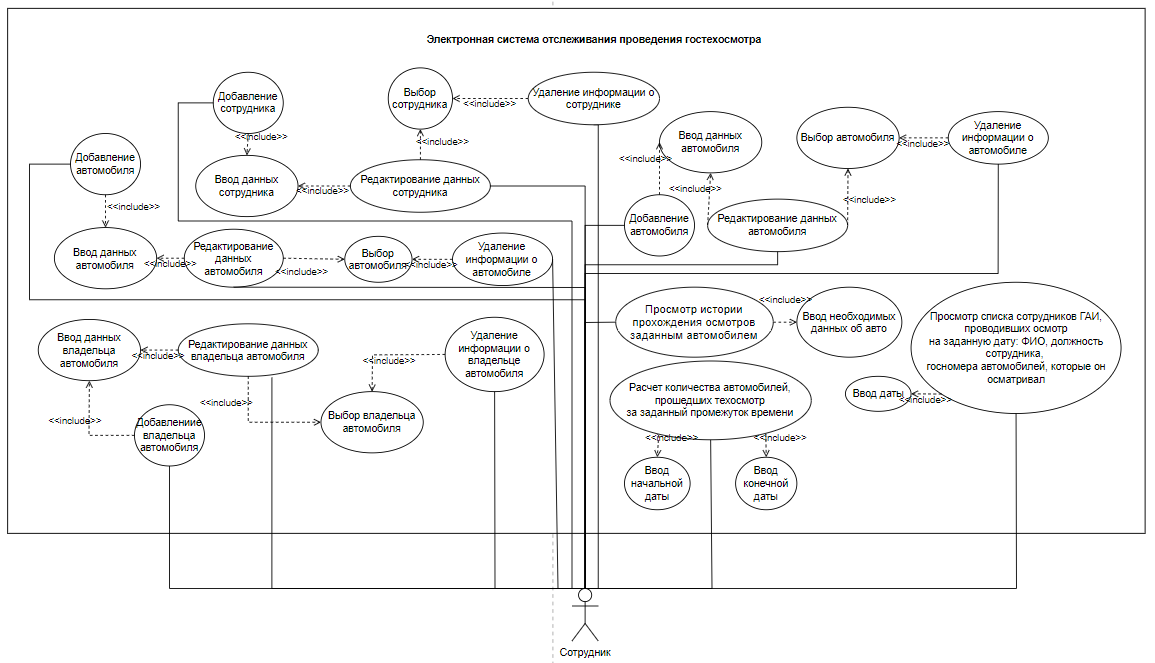 Электронная система отслеживания проведения гостехосмотра
Добавление
сотрудника
<<include>>
Ввод данных
сотрудника
<<include>>
Выбор
сотрудника
<<include>>
Удаление информации о
сотруднике
<<include>>
Редактирование данных
сотрудника
Добавление
автомобиля
<<include>>
Ввод данных
автомобиля
<<include>>
Редактирование
данных
автомобиля
<<include>>
Выбор
автомобиля
<<include>>
Удаление
информации о
автомобиле
Ввод данных
автомобиля
<<include>>
<<include>>
Добавление
автомобиля
Редактирование данных
автомобиля
Выбор автомобиля
<<include>>
<<include>>
Удаление
информации о
автомобиле
Ввод данных
владельца
автомобиля
<<include>>
Редактирование данных
владельца автомобиля
<<include>>
<<include>>
Добавлениие
владельца
автомобиля
Удаление
информации о
владельце
автомобиля
<<include>>
Выбор владельца
автомобиля
Просмотр истории
прохождения осмотров
заданным автомобилем
<<include>>
Ввод необходимых
данных об авто
Просмотр списка сотрудников ГАИ,
проводивших осмотр
на заданную дату: ФИО, должность
сотрудника,
госномера автомобилей, которые он
осматривал
Ввод даты
<<include>>
Расчет количества автомобилей,
прошедших техосмотр
за заданный промежуток времени
<<include>>
<<include>>
Ввод
начальной
даты
Ввод
конечной
даты
Сотрудник